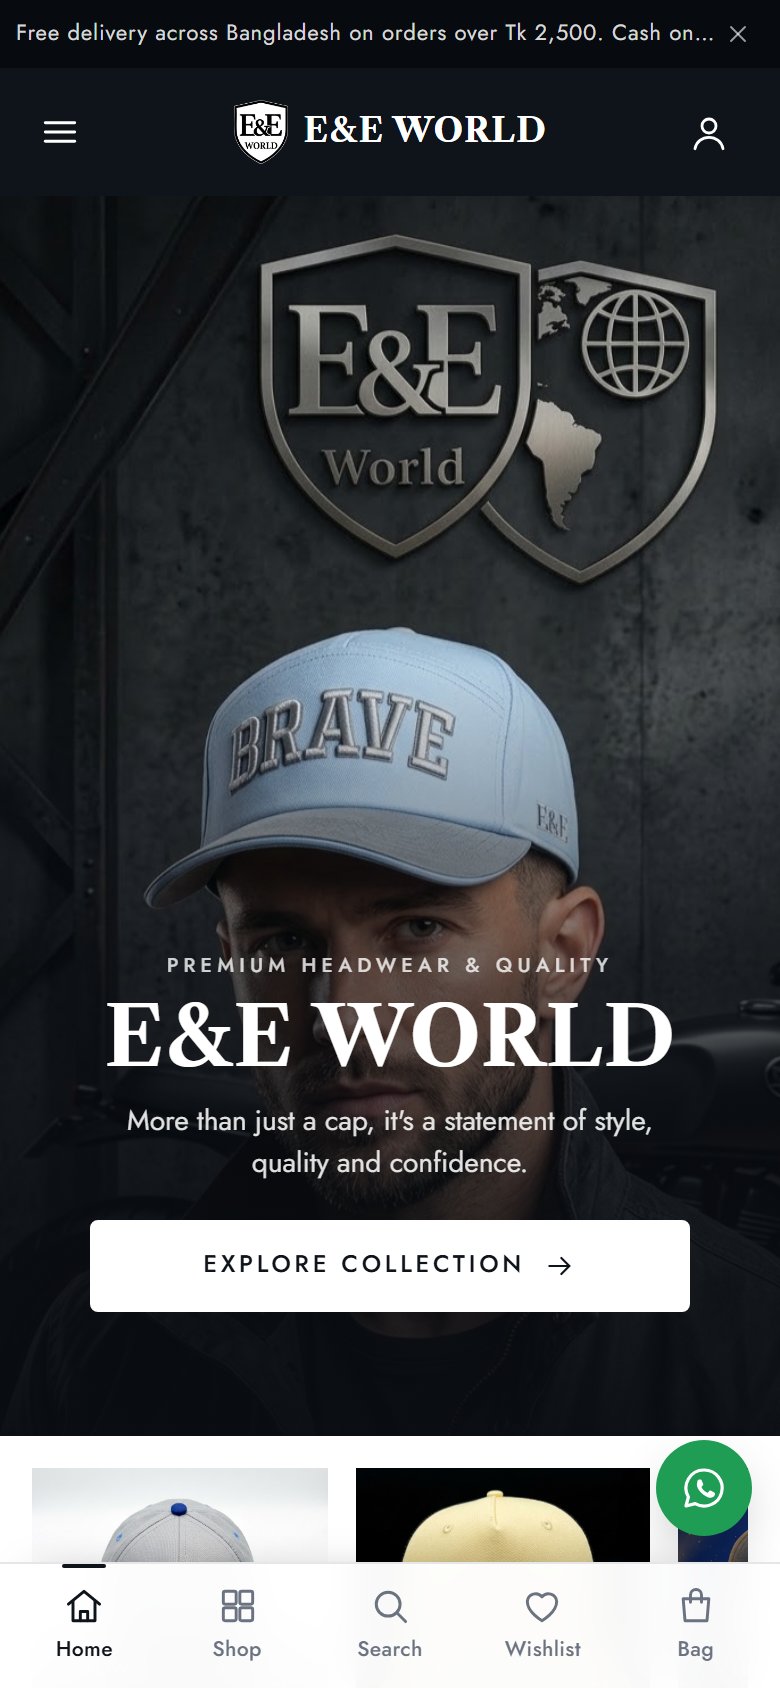 Free delivery across Bangladesh on orders over Tk 2,500. Cash on...
E&E
WORLD
E&E WORLD
E&E
World
BRAVE
E&E
PREMIUM HEADWEAR & QUALITY
E&E WORLD
More than just a cap, it's a statement of style,
quality and confidence.
EXPLORE COLLECTION →
Home
Shop
Search
Wishlist
Bag